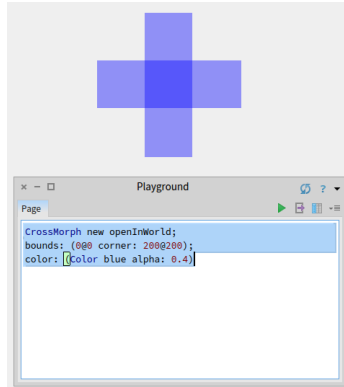 Playground
?
Page
CrossMorph new openInWorld;
bounds: (0@0 corner: 200@200);
color: (Color blue alpha: 0.4)